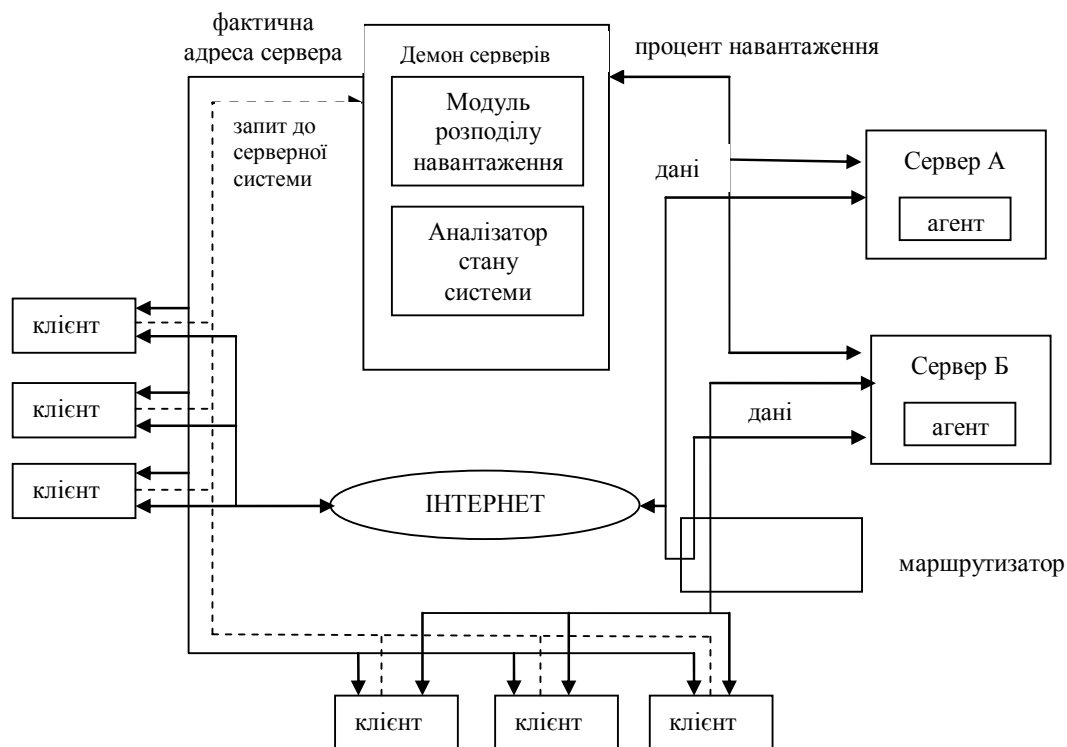 фактична
адреса сервера
Демон серверів
процент навантаження
Модуль
розподілу
навантаження
запит до
серверної
системи
дані
Сервер А
агент
Аналізатор
стану
системи
клієнт
Сервер Б
клієнт
дані
агент
клієнт
ІНТЕРНЕТ
маршрутизатор
клієнт
клієнт
клієнт